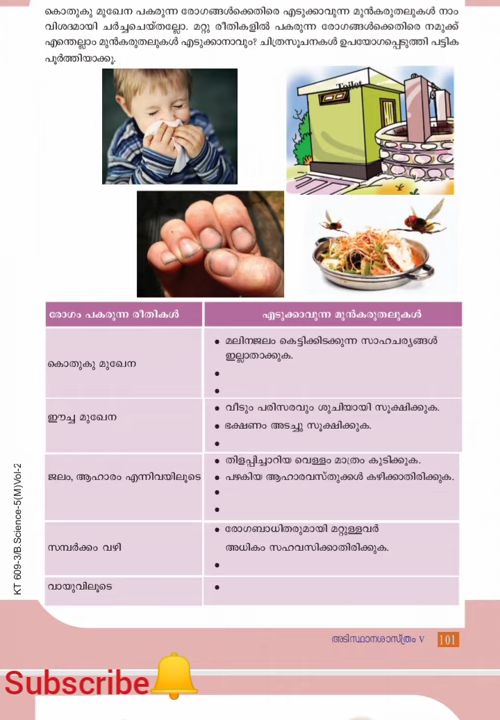 കൊതുകു മുഖേന പകരുന്ന രോഗങ്ങൾക്കെതിരെ എടുക്കാവുന്ന മുൻകരുതലുകൾ നാം
വിശദമായി ചർച്ചചെയ്തല്ലോ. മറ്റു രീതികളിൽ പകരുന്ന രോഗങ്ങൾക്കെതിരെ നമുക്ക്
എന്തെല്ലാം മുൻകരുതലുകൾ എടുക്കാനാവും? ചിത്രസൂചനകൾ ഉപയോഗപ്പെടുത്തി പട്ടിക
പൂർത്തിയാക്കൂ.
Toilet
രോഗം പകരുന്ന രീതികൾ
എടുക്കാവുന്ന മുൻകരുതലുകൾ
കൊതുകു മുഖേന
• മലിനജലം കെട്ടിക്കിടക്കുന്ന സാഹചര്യങ്ങൾ
ഇല്ലാതാക്കുക.
•
•
ഈച്ച മുഖേന
• വീടും പരിസരവും ശുചിയായി സൂക്ഷിക്കുക.
• ഭക്ഷണം അടച്ചു സൂക്ഷിക്കുക.
•
ജലം, ആഹാരം എന്നിവയിലൂടെ
• തിളപ്പിച്ചാറിയ വെള്ളം മാത്രം കുടിക്കുക.
• പഴകിയ ആഹാരവസ്തുക്കൾ കഴിക്കാതിരിക്കുക.
•
•
സമ്പർക്കം വഴി
• രോഗബാധിതരുമായി മറ്റുള്ളവർ
അധികം സഹവസിക്കാതിരിക്കുക.
•
വായുവിലൂടെ
•
KT 609-3/B.Science-5(M)Vol-2
അടിസ്ഥാനശാസ്ത്രം V
101
Subscribe